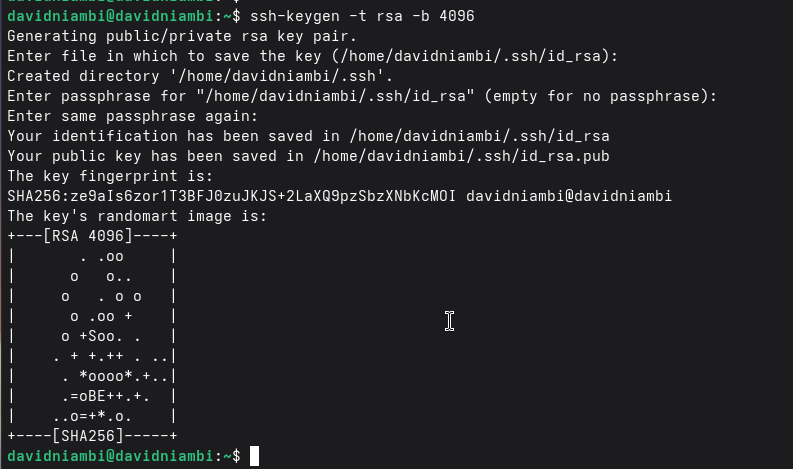 davidniambi@davidniambi:~$ ssh-keygen -t rsa -b 4096
Generating public/private rsa key pair.
Enter file in which to save the key (/home/davidniambi/.ssh/id_rsa):
Created directory '/home/davidniambi/.ssh'.
Enter passphrase for "/home/davidniambi/.ssh/id_rsa" (empty for no passphrase):
Enter same passphrase again:
Your identification has been saved in /home/davidniambi/.ssh/id_rsa
Your public key has been saved in /home/davidniambi/.ssh/id_rsa.pub
The key fingerprint is:
SHA256:ze9aIs6zor1T3BFJ0zuJKJS+2LaXQ9pzSbzXNbKcMOI davidniambi@davidniambi
The key's randomart image is:
+---[RSA 4096]----+
|        . .oo      |
|       o   o..     |
|      o   . o o    |
|       o .oo +     |
|      o +Soo. .    |
|     . + +.++ . ..|
|      . *oooo*.+..|
|      .=oBE++.+.  |
|     ..o=+*.o.     |
+----[SHA256]-----+
davidniambi@davidniambi:~$